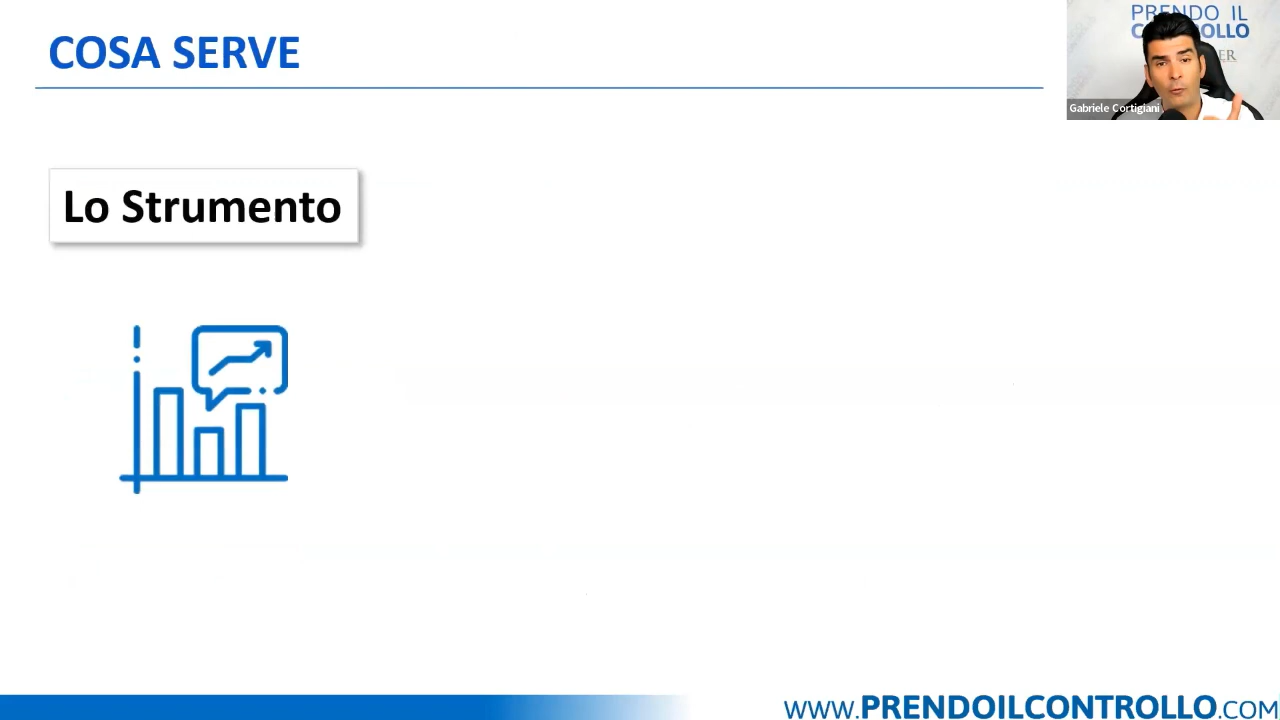 COSA SERVE
PRENDO IL
Gabriele Cortigiani
Lo Strumento
WWW.PRENDOILCONTROLLO.COM